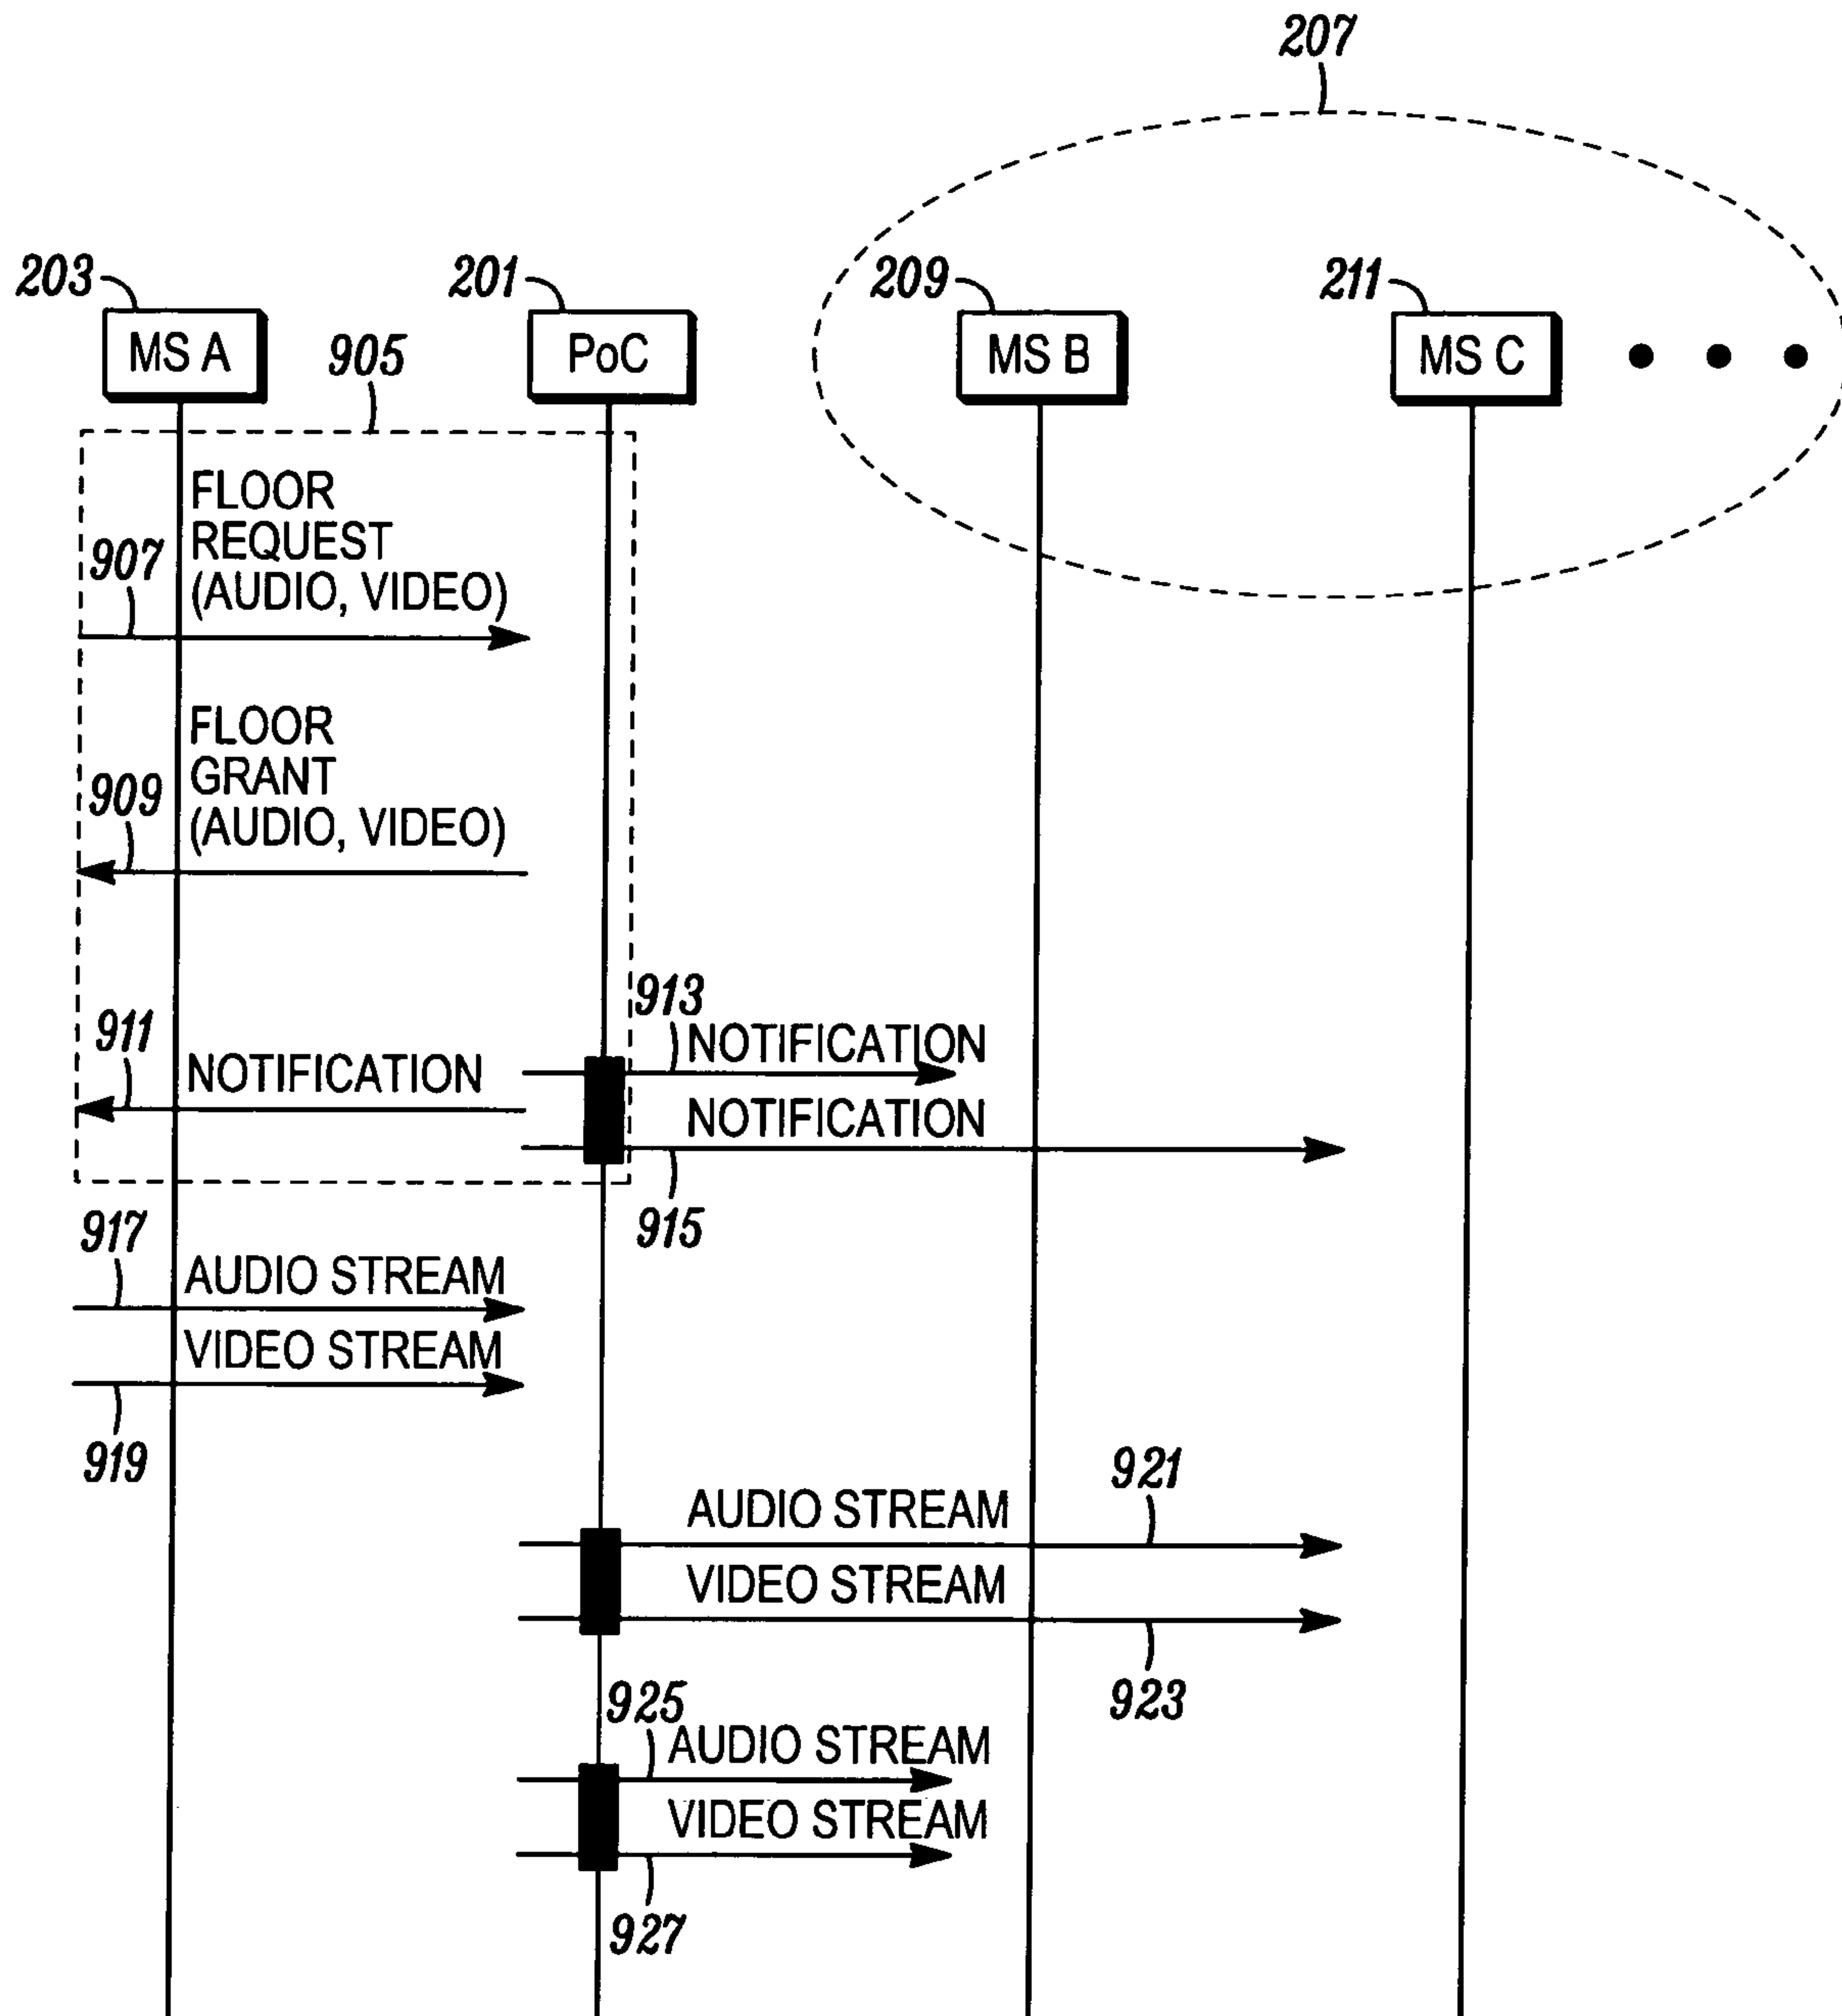 207
203
201
209
211
MS A
905
PoC
MS B
MS C
FLOOR
REQUEST
907
(AUDIO, VIDEO)
FLOOR
GRANT
909
(AUDIO, VIDEO)
913
911
NOTIFICATION
NOTIFICATION
NOTIFICATION
917
915
AUDIO STREAM
VIDEO STREAM
919
921
AUDIO STREAM
VIDEO STREAM
925
923
AUDIO STREAM
VIDEO STREAM
927